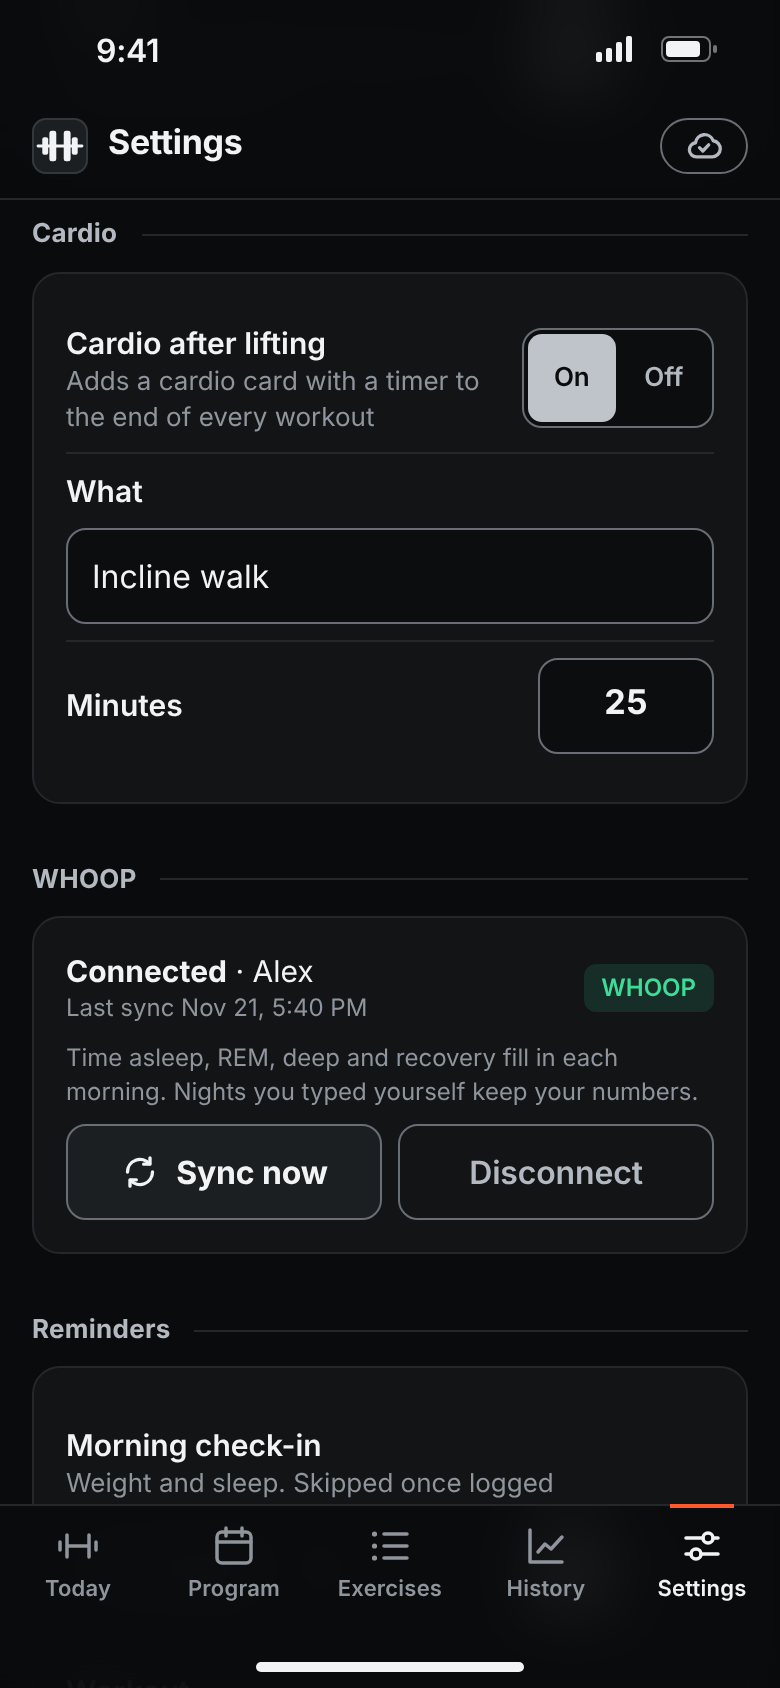 9:41
Settings
Cardio
Cardio after lifting
Adds a cardio card with a timer to
the end of every workout
On
Off
What
Incline walk
Minutes
25
WHOOP
Connected · Alex
Last sync Nov 21, 5:40 PM
WHOOP
Time asleep, REM, deep and recovery fill in each
morning. Nights you typed yourself keep your numbers.
Sync now
Disconnect
Reminders
Morning check-in
Weight and sleep. Skipped once logged
Today
Program
Exercises
History
Settings